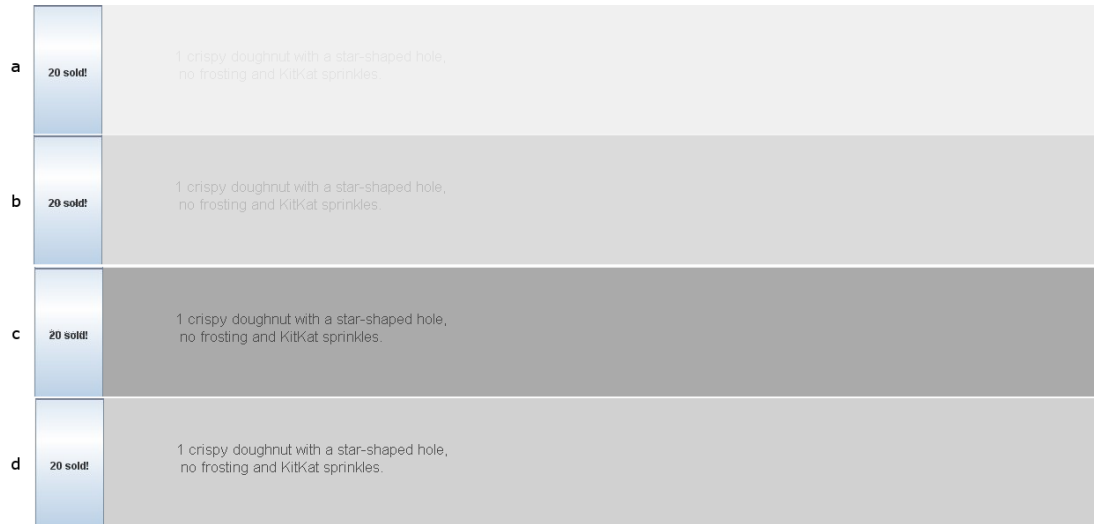 a
20 sold!
1 crispy doughnut with a star-shaped hole,
no frosting and KitKat sprinkles.
b
20 sold!
1 crispy doughnut with a star-shaped hole,
no frosting and KitKat sprinkles.
c
20 sold!
1 crispy doughnut with a star-shaped hole,
no frosting and KitKat sprinkles.
d
20 sold!
1 crispy doughnut with a star-shaped hole,
no frosting and KitKat sprinkles.